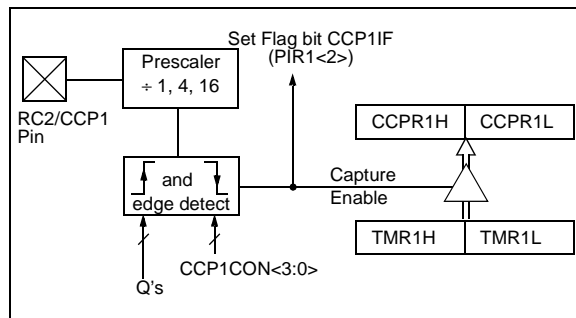 Set Flag bit CCP1IF
(PIR1<2>)
Prescaler
÷ 1, 4, 16
RC2/CCP1
Pin
CCPR1H CCPR1L
and
edge detect
Capture
Enable
TMR1H TMR1L
CCP1CON<3:0>
Q's